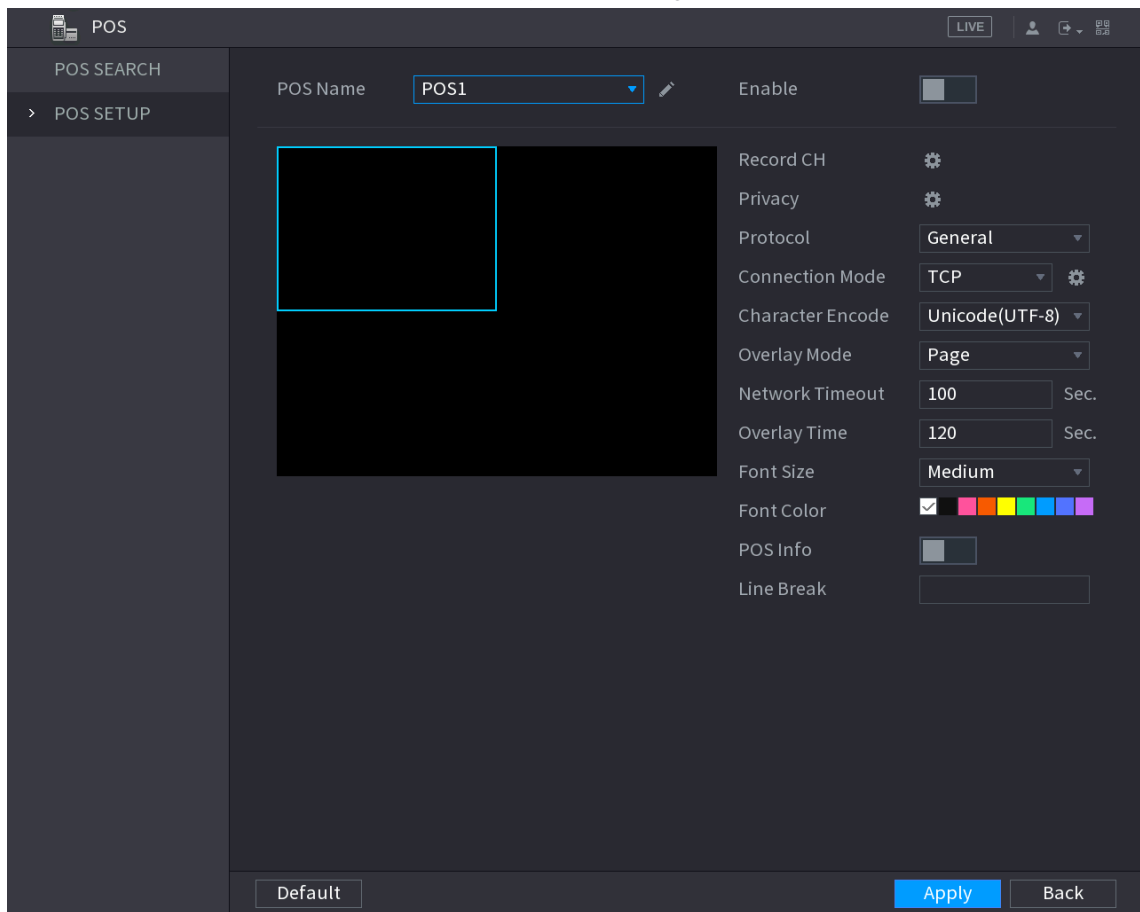 POS
LIVE
POS SEARCH
> POS SETUP
POS Name POS1 Enable
Record CH
Privacy
Protocol General
Connection Mode TCP
Character Encode Unicode(UTF-8)
Overlay Mode Page
Network Timeout 100 Sec.
Overlay Time 120 Sec.
Font Size Medium
Font Color
POS Info
Line Break
Default Apply Back